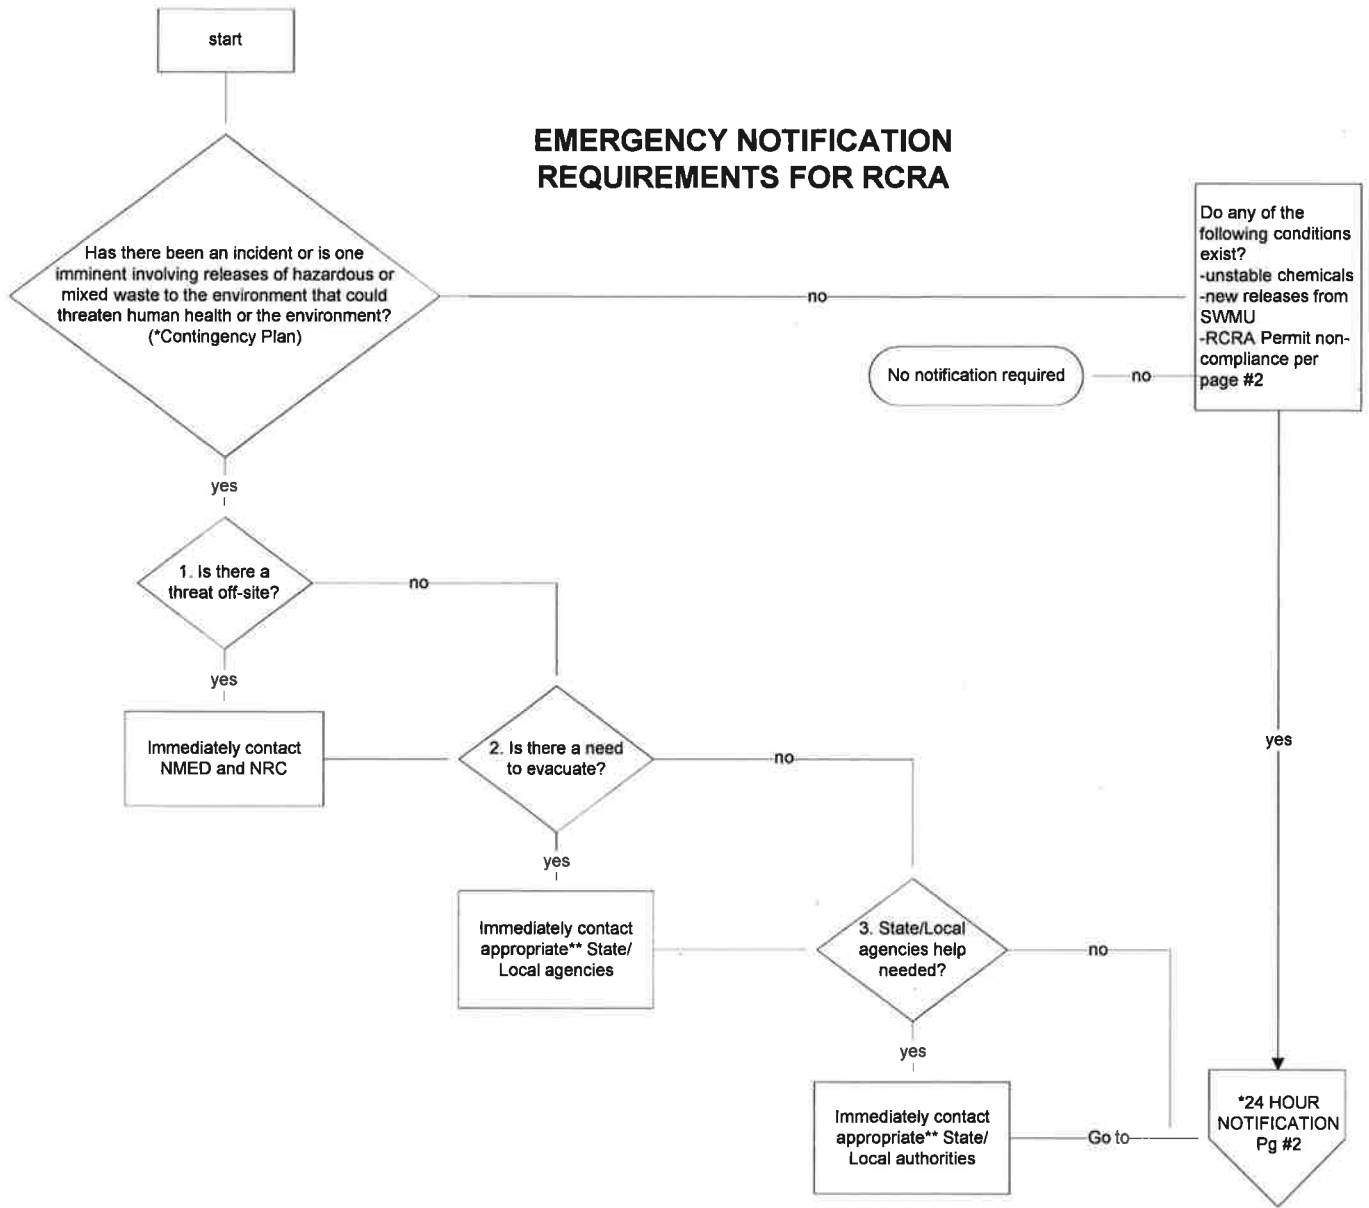 start
EMERGENCY NOTIFICATION
REQUIREMENTS FOR RCRA
Has there been an incident or is one
imminent involving releases of hazardous or
mixed waste to the environment that could
threaten human health or the environment?
(*Contingency Plan)
no
Do any of the
following conditions
exist?
-unstable chemicals
-new releases from
SWMU
-RCRA Permit non-
compliance per
page #2
No notification required
no
yes
1. Is there a
threat off-site?
no
yes
Immediately contact
NMED and NRC
2. Is there a need
to evacuate?
no
yes
yes
Immediately contact
appropriate** State/
Local agencies
3. State/Local
agencies help
needed?
no
yes
Immediately contact
appropriate** State/
Local authorities
Go to
*24 HOUR
NOTIFICATION
Pg #2